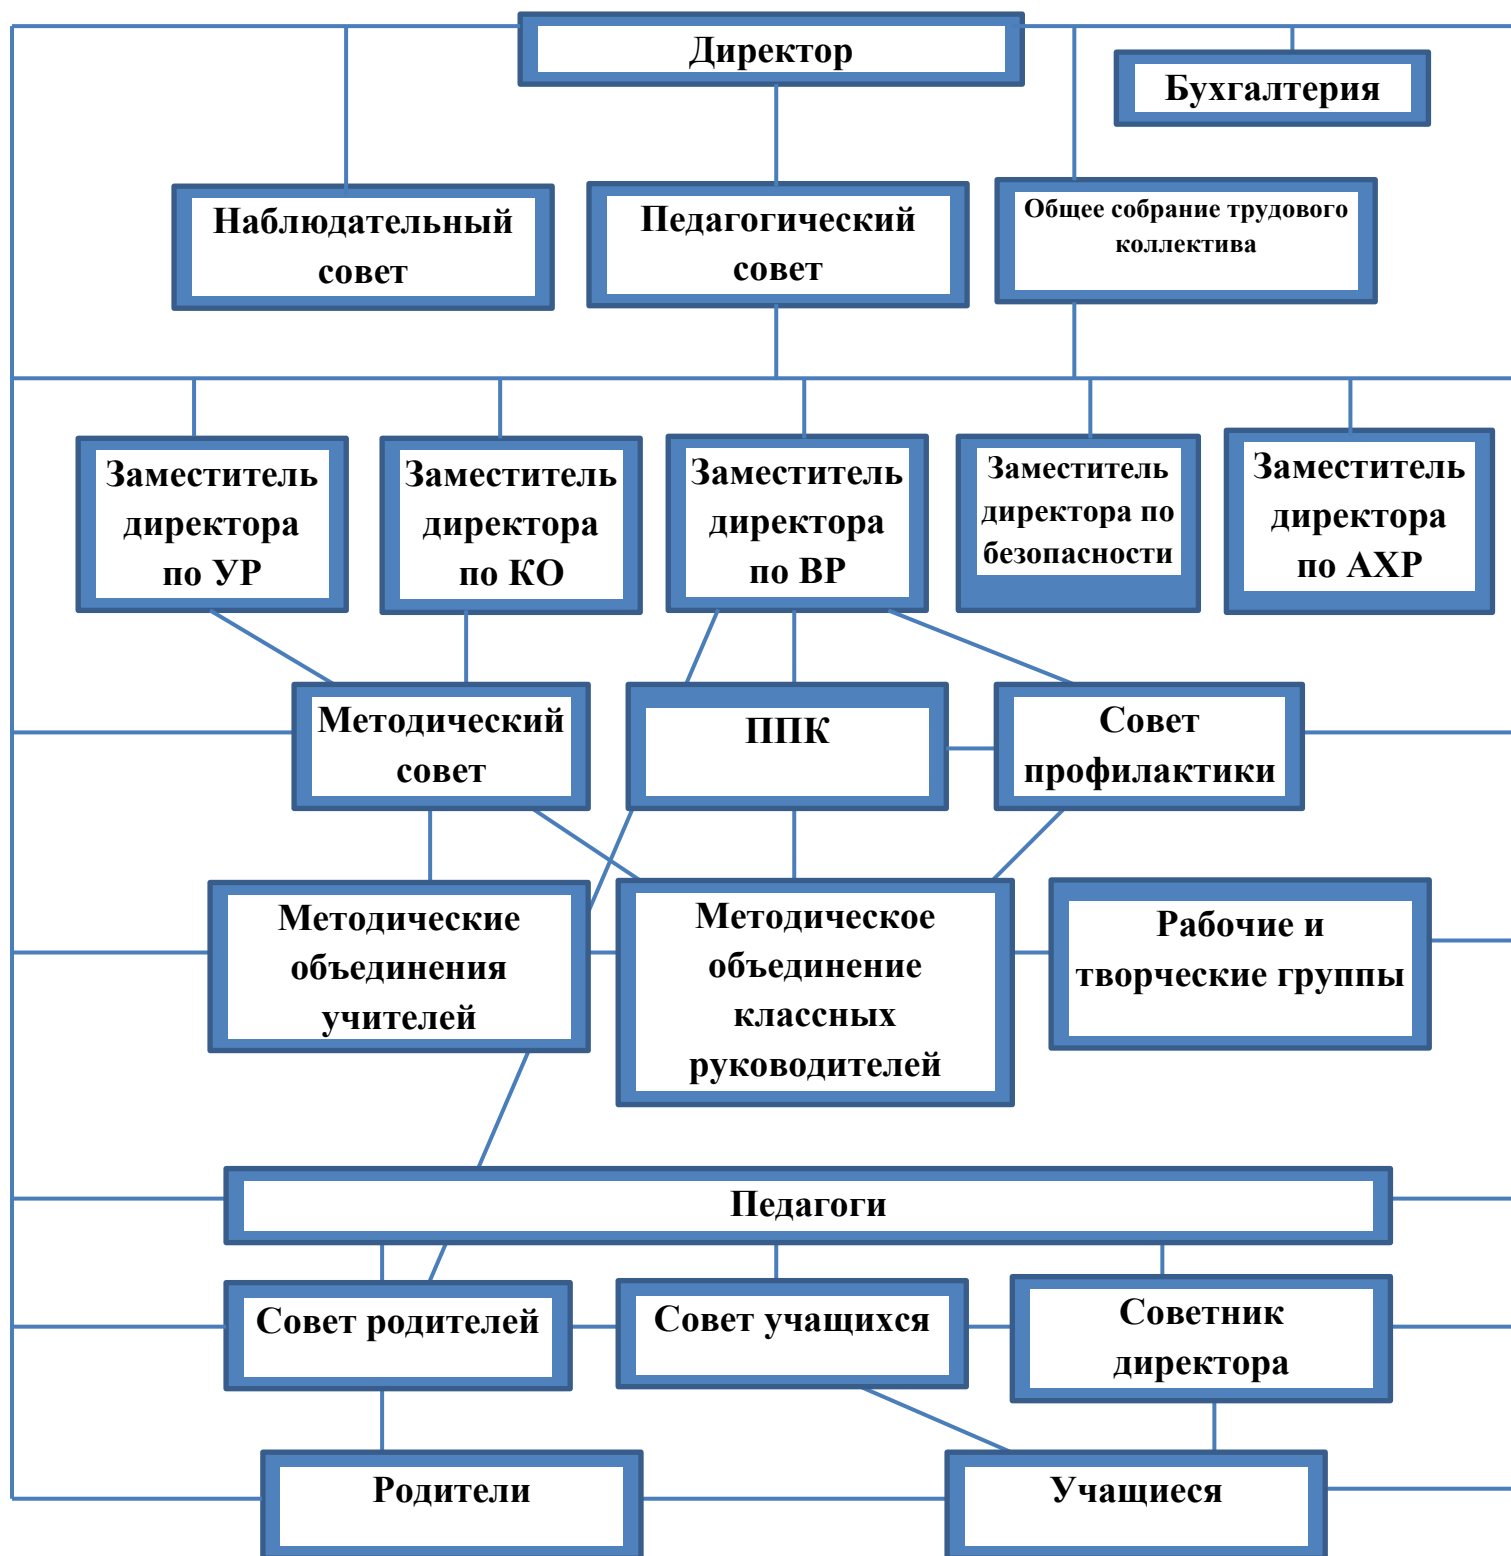 Директор
Бухгалтерия
Наблюдательный
совет
Педагогический
совет
Общее собрание трудового
коллектива
Заместитель
директора
по УР
Заместитель
директора
по КО
Заместитель
директора
по ВР
Заместитель
директора по
безопасности
Заместитель
директора
по АХР
Методический
совет
ППК
Совет
профилактики
Методические
объединения
учителей
Методическое
объединение
классных
руководителей
Рабочие и
творческие группы
Педагоги
Совет родителей
Совет учащихся
Советник
директора
Родители
Учащиеся